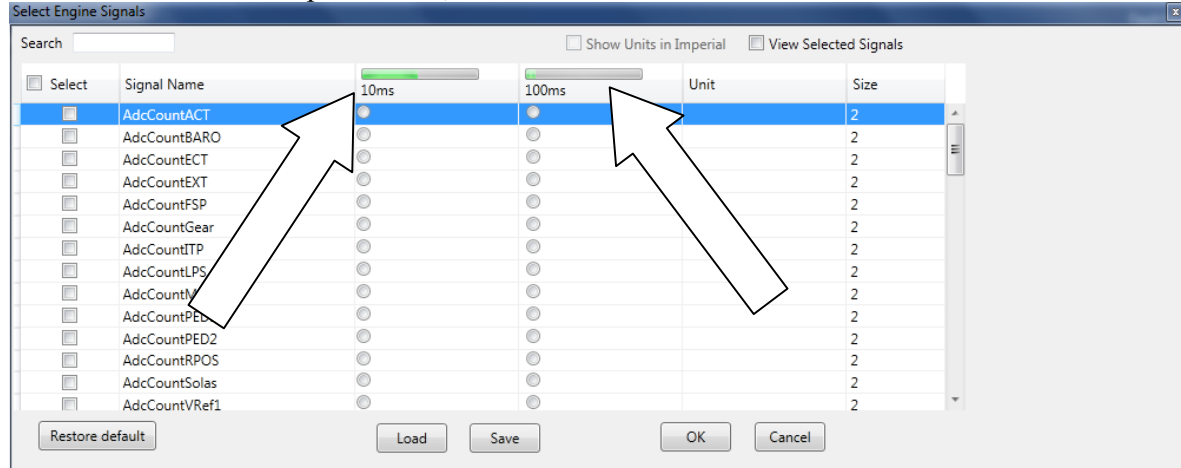 Select Engine Signals x
Search Show Units in Imperial View Selected Signals
Select Signal Name 10ms 100ms Unit Size
AdcCountACT 2
AdcCountBARO 2
AdcCountECT 2
AdcCountEXT 2
AdcCountFSP 2
AdcCountGear 2
AdcCountITP 2
AdcCountLPS 2
2
2
AdcCountPED2 2
AdcCountRPOS 2
AdcCountSolas 2
AdcCountVRef1 2
Restore default Load Save OK Cancel